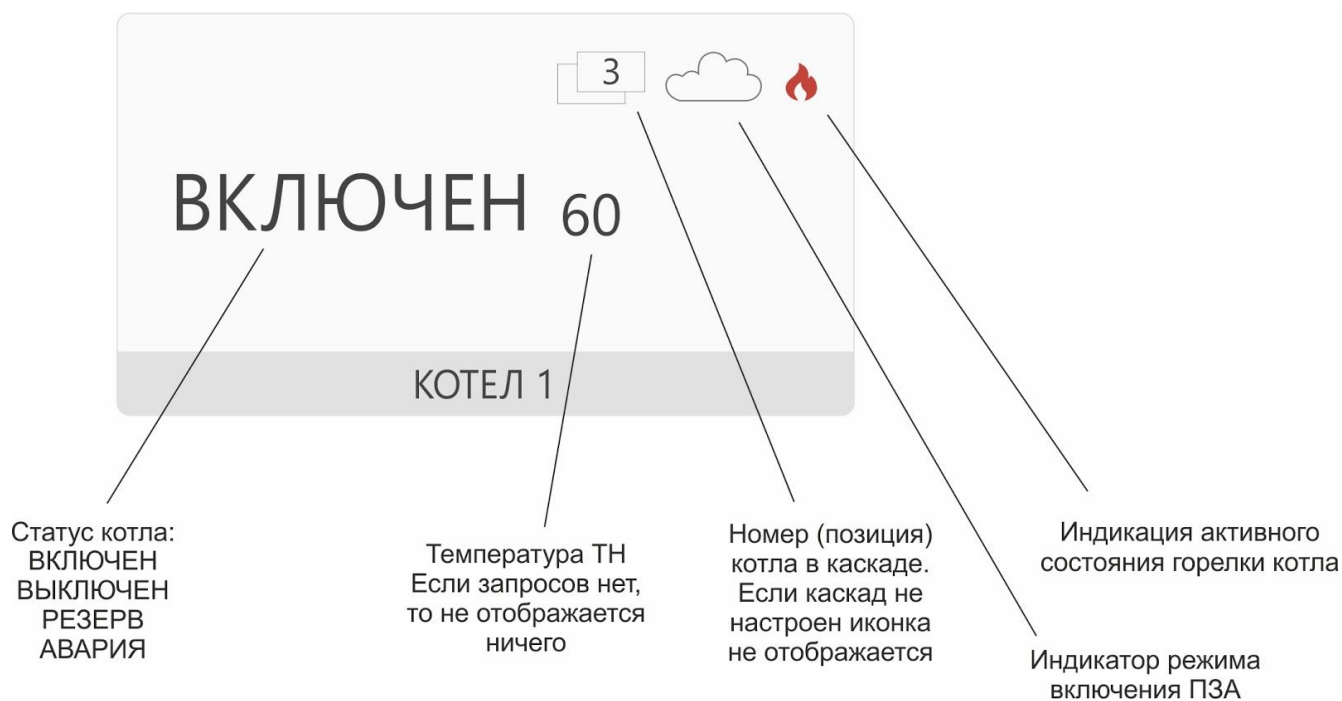 3
ВКЛЮЧЕН 60
КОТЕЛ 1
Статус котла:
ВКЛЮЧЕН
ВЫКЛЮЧЕН
РЕЗЕРВ
АВАРИЯ
Температура ТН
Если запросов нет,
то не отображается
ничего
Номер (позиция)
котла в каскаде.
Если каскад не
настроен иконка
не отображается
Индикация активного
состояния горелки котла
Индикатор режима
включения ПЗА